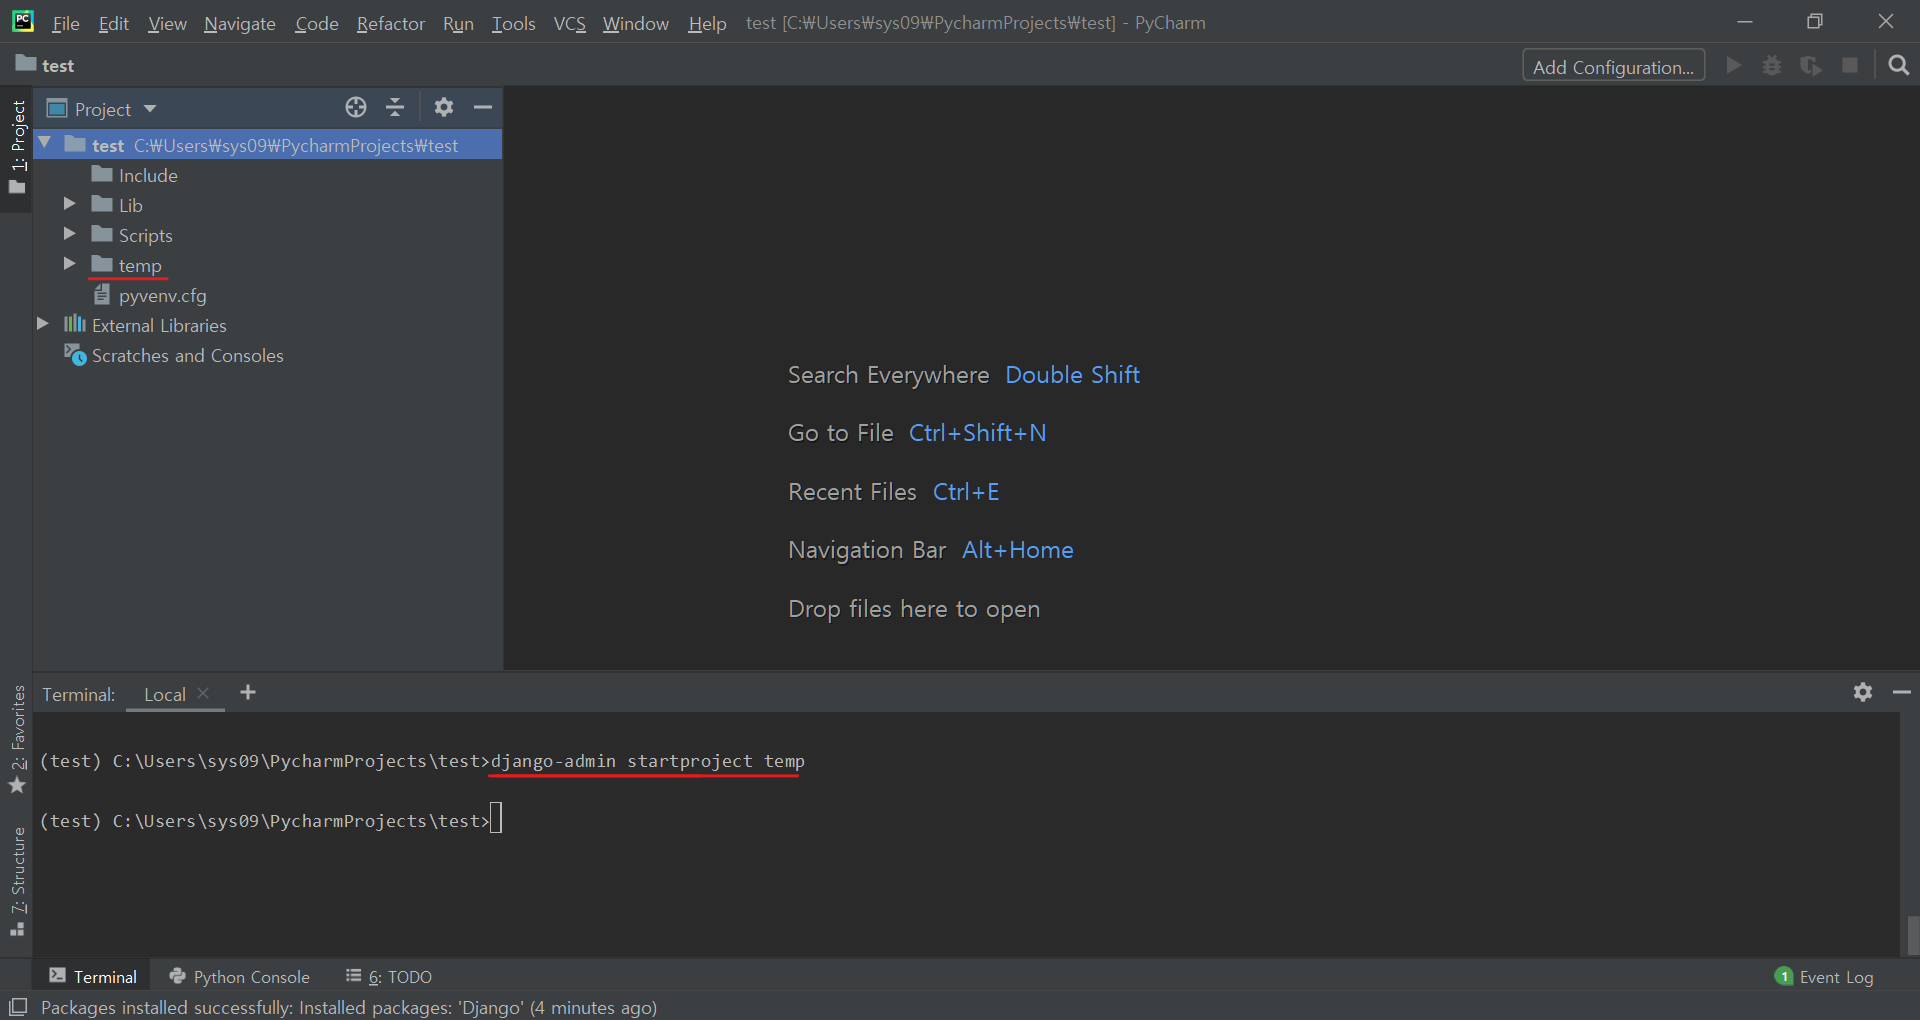 PC File Edit View Navigate Code Refactor Run Tools VCS Window Help test [C:₩Users₩sys09₩PycharmProjects₩test] - PyCharm
test Add Configuration...
1: Project
Project
test C:₩Users₩sys09₩PycharmProjects₩test
Include
Lib
Scripts
temp
pyvenv.cfg
External Libraries
Scratches and Consoles
Search Everywhere Double Shift
Go to File Ctrl+Shift+N
Recent Files Ctrl+E
Navigation Bar Alt+Home
Drop files here to open
2: Favorites
7: Structure
Terminal: Local
(test) C:\Users\sys09\PycharmProjects\test>django-admin startproject temp
(test) C:\Users\sys09\PycharmProjects\test>
Terminal Python Console 6: TODO 1 Event Log
Packages installed successfully: Installed packages: 'Django' (4 minutes ago)